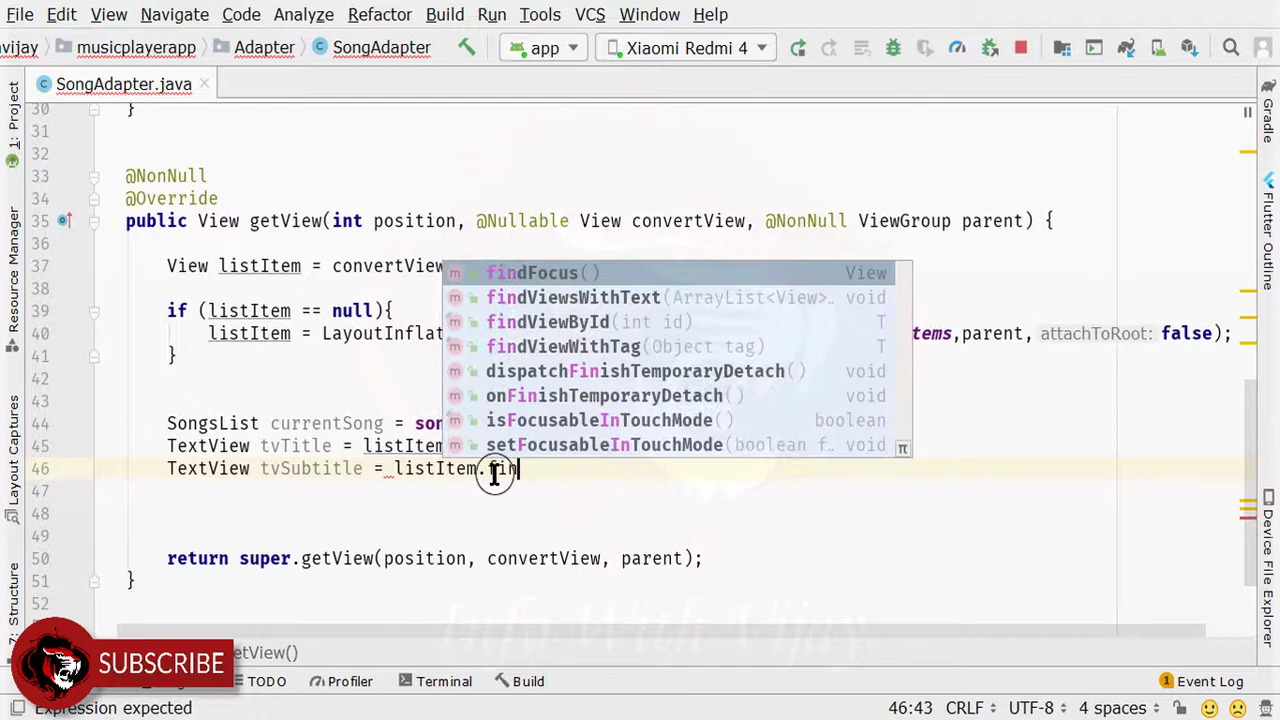 File Edit View Navigate Code Analyze Refactor Build Run Tools VCS Window Help
vijay musicplayerapp Adapter SongAdapter app Xiaomi Redmi 4
SongAdapter.java
1: Project
Resource Manager
Layout Captures
7: Structure
30 }
31
32
33 @NonNull
34 @Override
35 public View getView(int position, @Nullable View convertView, @NonNull ViewGroup parent) {
36
37 View listItem = convertView
39 if (listItem == null){
40 listItem = LayoutInflat tems,parent, attachToRoot: false);
41 }
42
43
44 SongsList currentSong = son
45 TextView tvTitle = listItem
46 TextView tvSubtitle = listItem.fin
47
48
49
50 return super.getView(position, convertView, parent);
51 }
52
findFocus() View
findViewsWithText(ArrayList<View>… void
findViewById(int id) T
findViewWithTag(Object tag) T
dispatchFinishTemporaryDetach() void
onFinishTemporaryDetach() void
isFocusableInTouchMode() boolean
setFocusableInTouchMode(boolean f… void
π
Gradle
Flutter Outline
Device File Explorer
SUBSCRIBE
etView()
TODO Profiler Terminal Build 1 Event Log
Expression expected 46:43 CRLF UTF-8 4 spaces